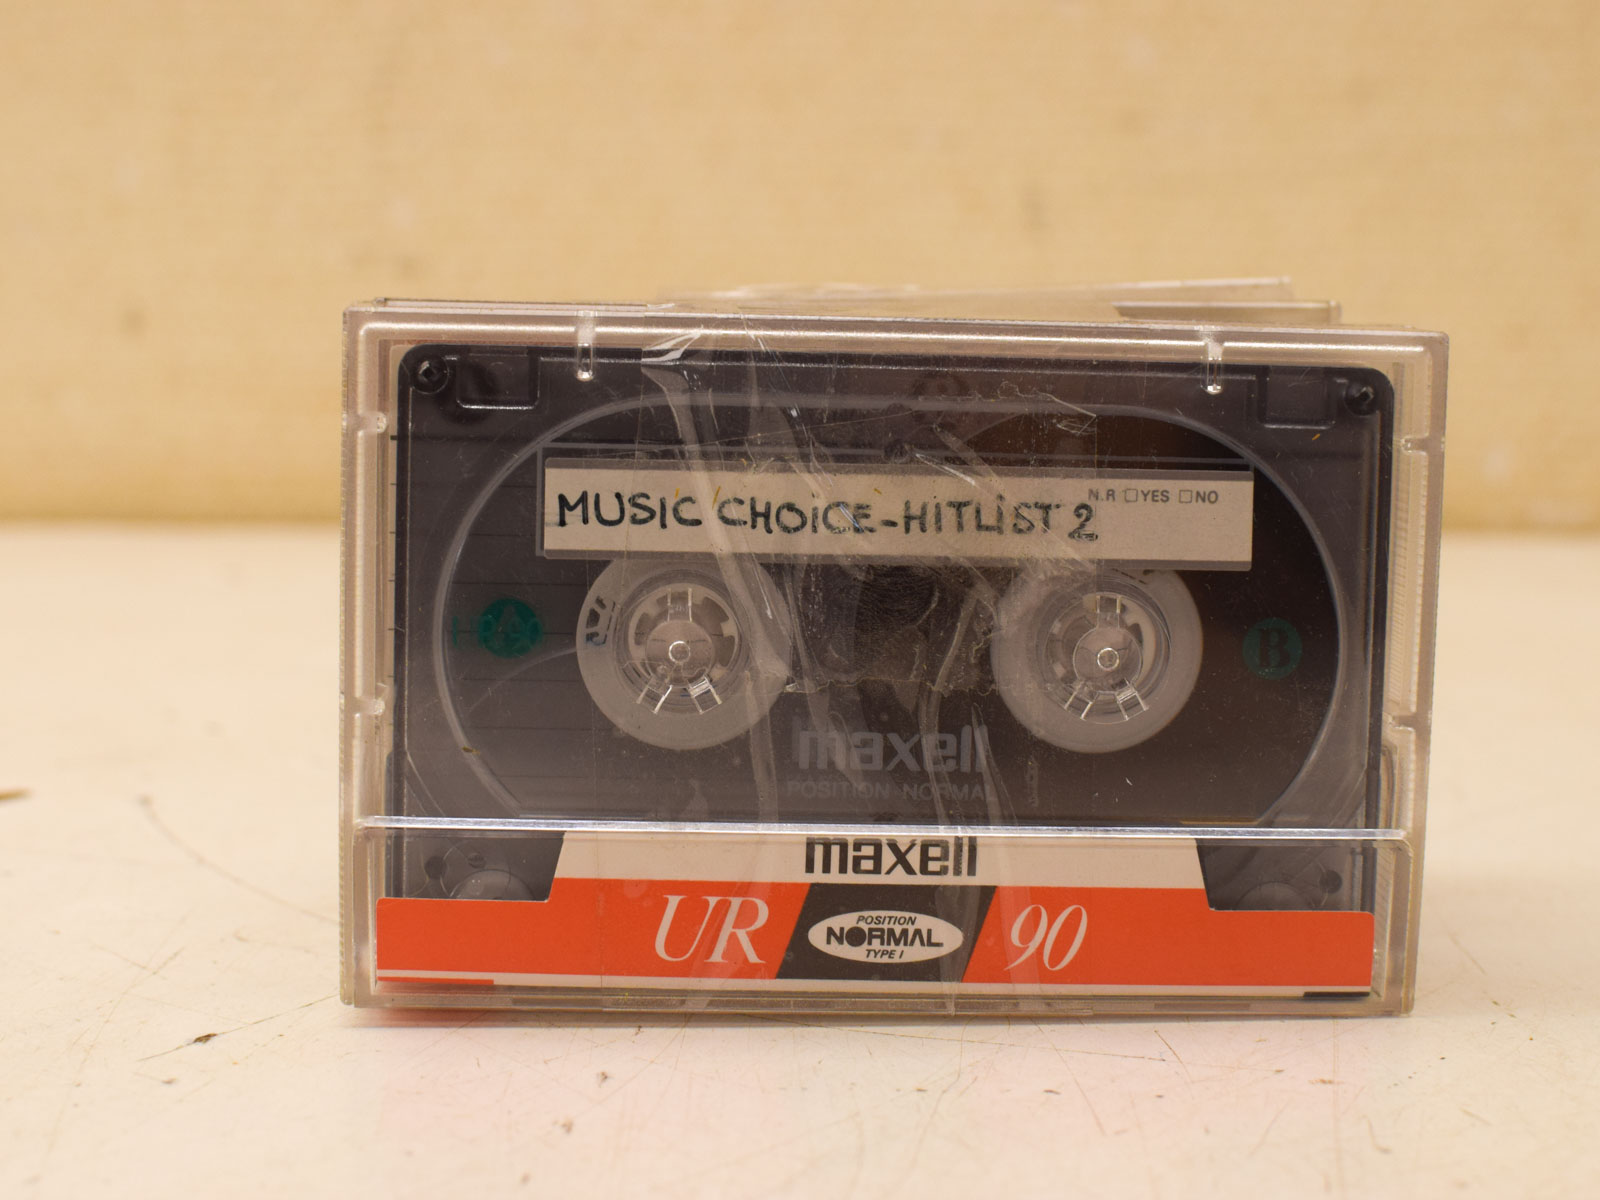 MUSIC CHOICE-HITLIST 2
N.R □YES □NO
A
B
maxell
POSITION NORMAL
maxell
UR
POSITION
NORMAL
TYPE I
90